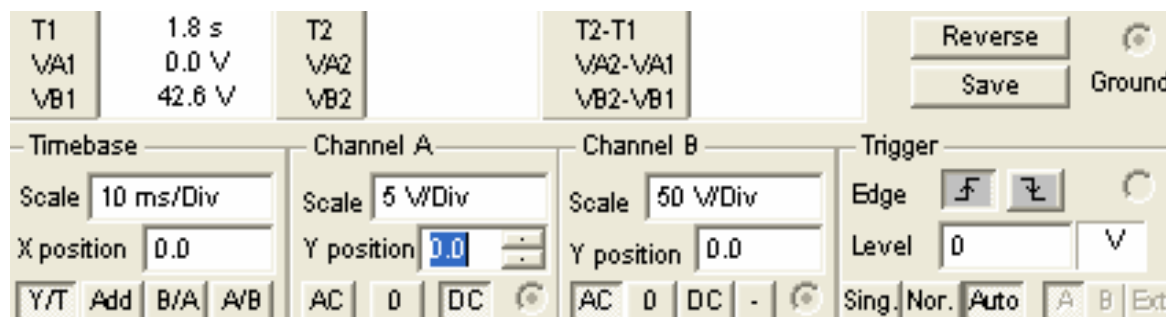 T1 1.8 s T2 T2-T1 Reverse
VA1 0.0 V VA2 VA2-VA1
VB1 42.6 V VB2 VB2-VB1 Save Ground
Timebase Channel A Channel B Trigger
Scale 10 ms/Div Scale 5 V/Div Scale 50 V/Div Edge
X position 0.0 Y position 0.0 Y position 0.0 Level 0 V
Y/T Add B/A A/B AC 0 DC AC 0 DC - Sing. Nor. Auto A B Ext